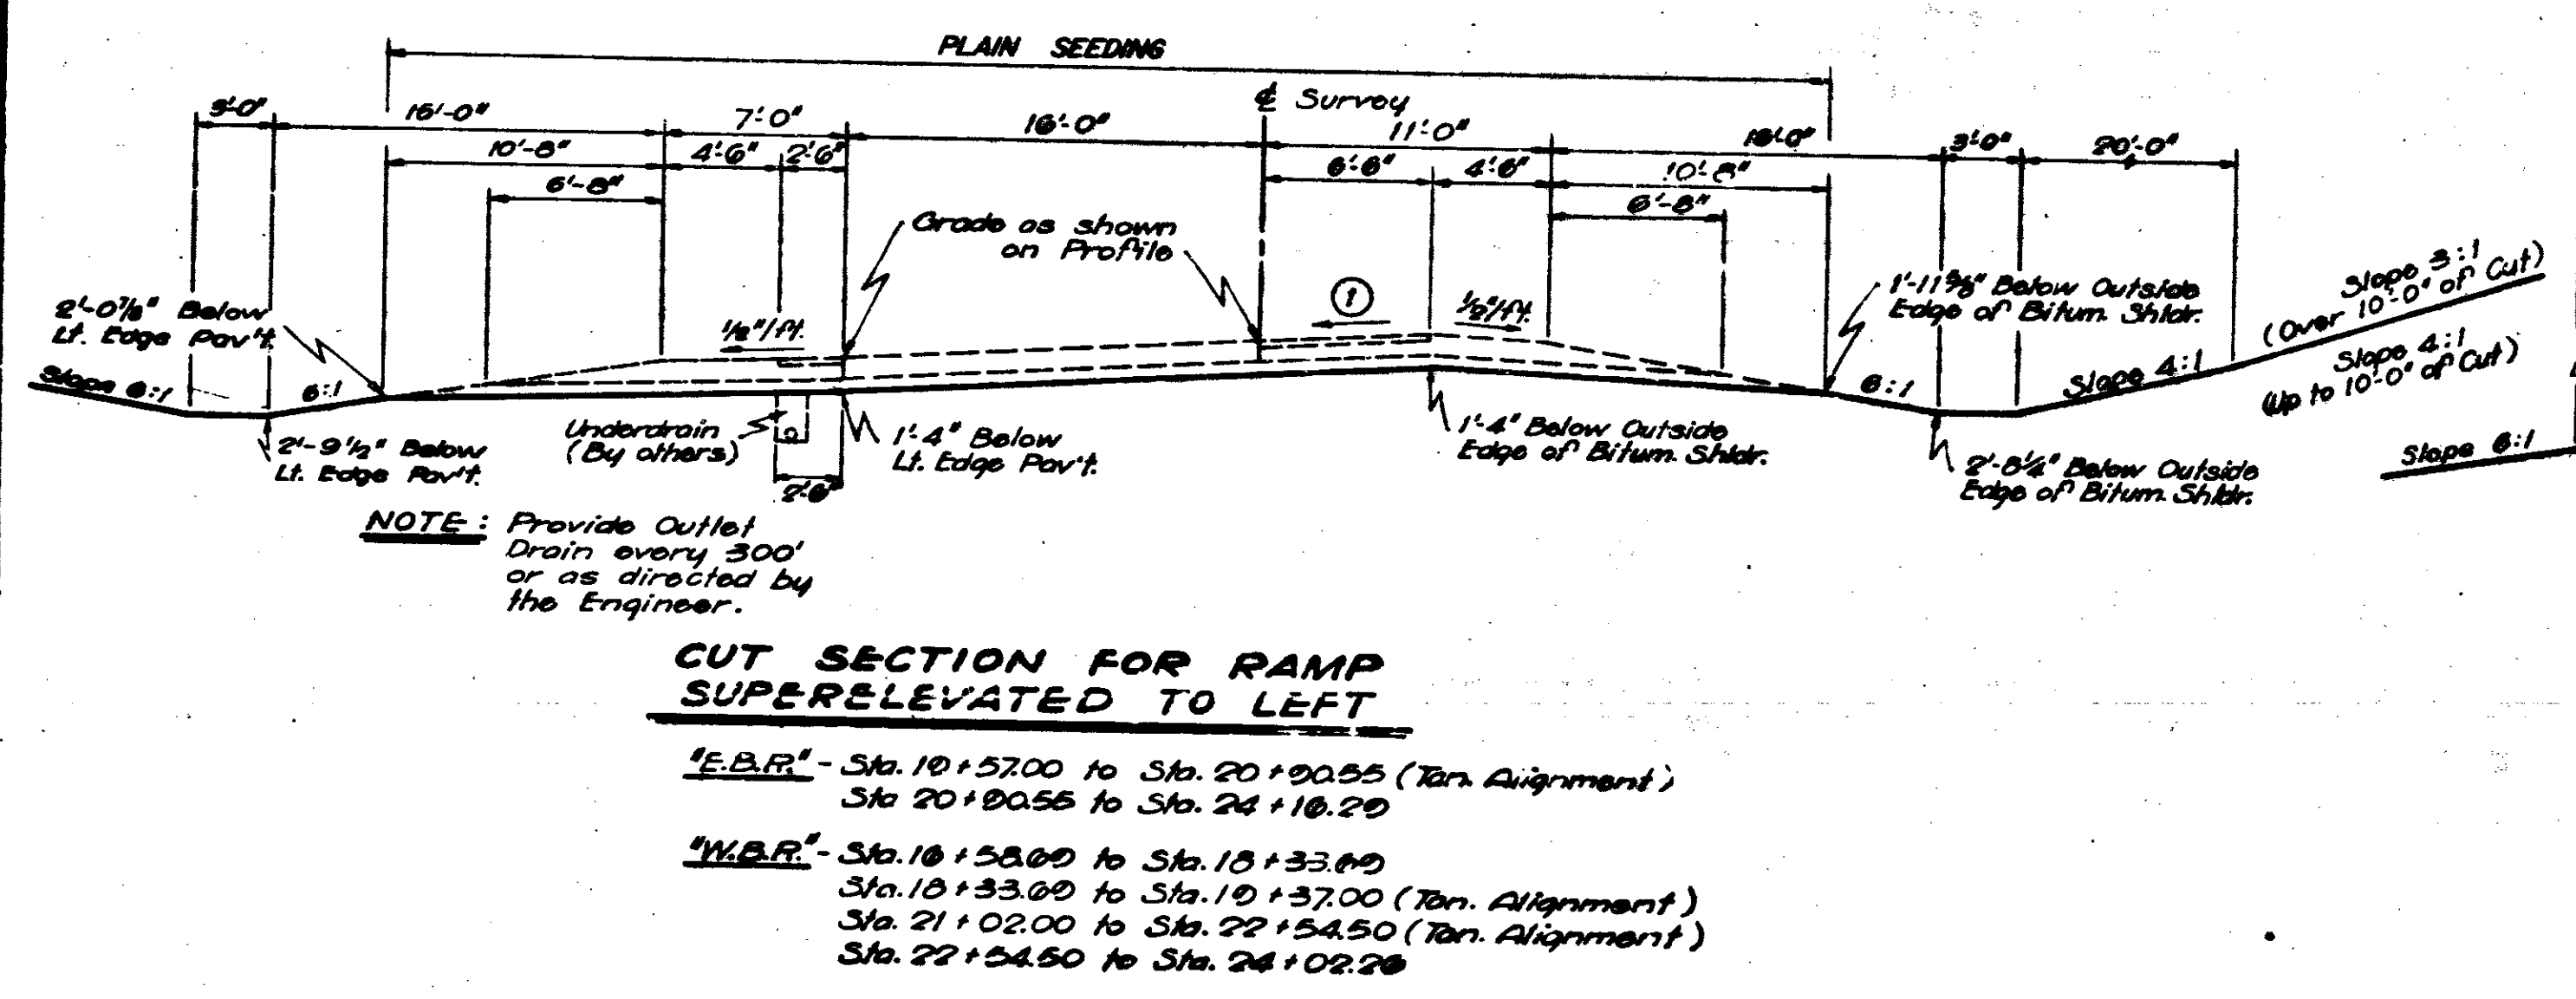 PLAIN SEEDING
℄ Survey
3'-0" 15'-0" 7'-0" 16'-0" 11'-0" 3'-0" 20'-0"
10'-8" 4'-6" 2'-6" 6'-6" 4'-6" 10'-8"
6'-8" 6'-8"
Grade as shown
on Profile
2'-0⅞" Below
Lt. Edge Pav't.
1/2"/ft.
1
1/2"/ft.
1'-11⅝" Below Outside
Edge of Bitum. Shldr.
Slope 3:1
(Over 10'-0" of Cut)
Slope 6:1
6:1
6:1
Slope 4:1
Slope 4:1
(Up to 10'-0" of Cut)
2'-9½" Below
Lt. Edge Pav't.
Underdrain
(By others)
2'-6"
1'-4" Below
Lt. Edge Pav't.
1'-4" Below Outside
Edge of Bitum. Shldr.
2'-8¼" Below Outside
Edge of Bitum. Shldr.
Slope 6:1
NOTE: Provide Outlet
Drain every 300'
or as directed by
the Engineer.
CUT SECTION FOR RAMP
SUPERELEVATED TO LEFT
"E.B.R." - Sta. 19+57.00 to Sta. 20+90.55 (Tan. Alignment)
Sta 20+90.55 to Sta. 24+16.29
"W.B.R." - Sta. 16+58.69 to Sta. 18+33.69
Sta. 18+33.69 to Sta. 19+37.00 (Tan. Alignment)
Sta. 21+02.00 to Sta. 22+54.50 (Tan. Alignment)
Sta. 22+54.50 to Sta. 24+02.26